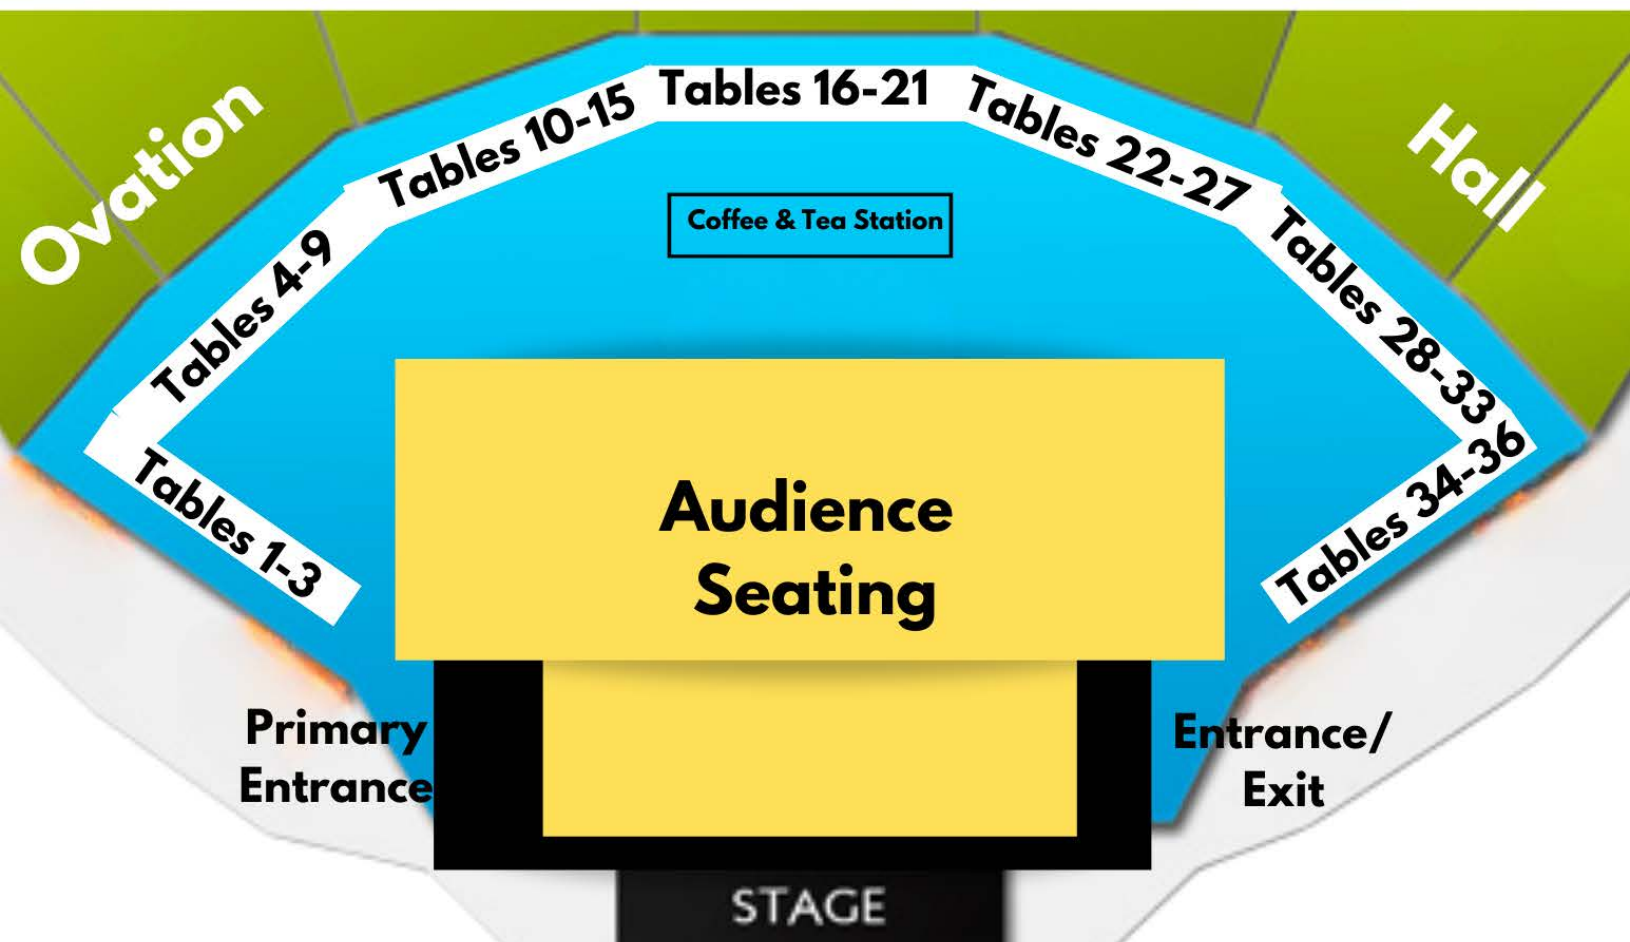 Ovation
Hall
Tables 1-3
Tables 4-9
Tables 10-15
Tables 16-21
Tables 22-27
Tables 28-33
Tables 34-36
Coffee & Tea Station
Audience
Seating
Primary
Entrance
Entrance/
Exit
STAGE